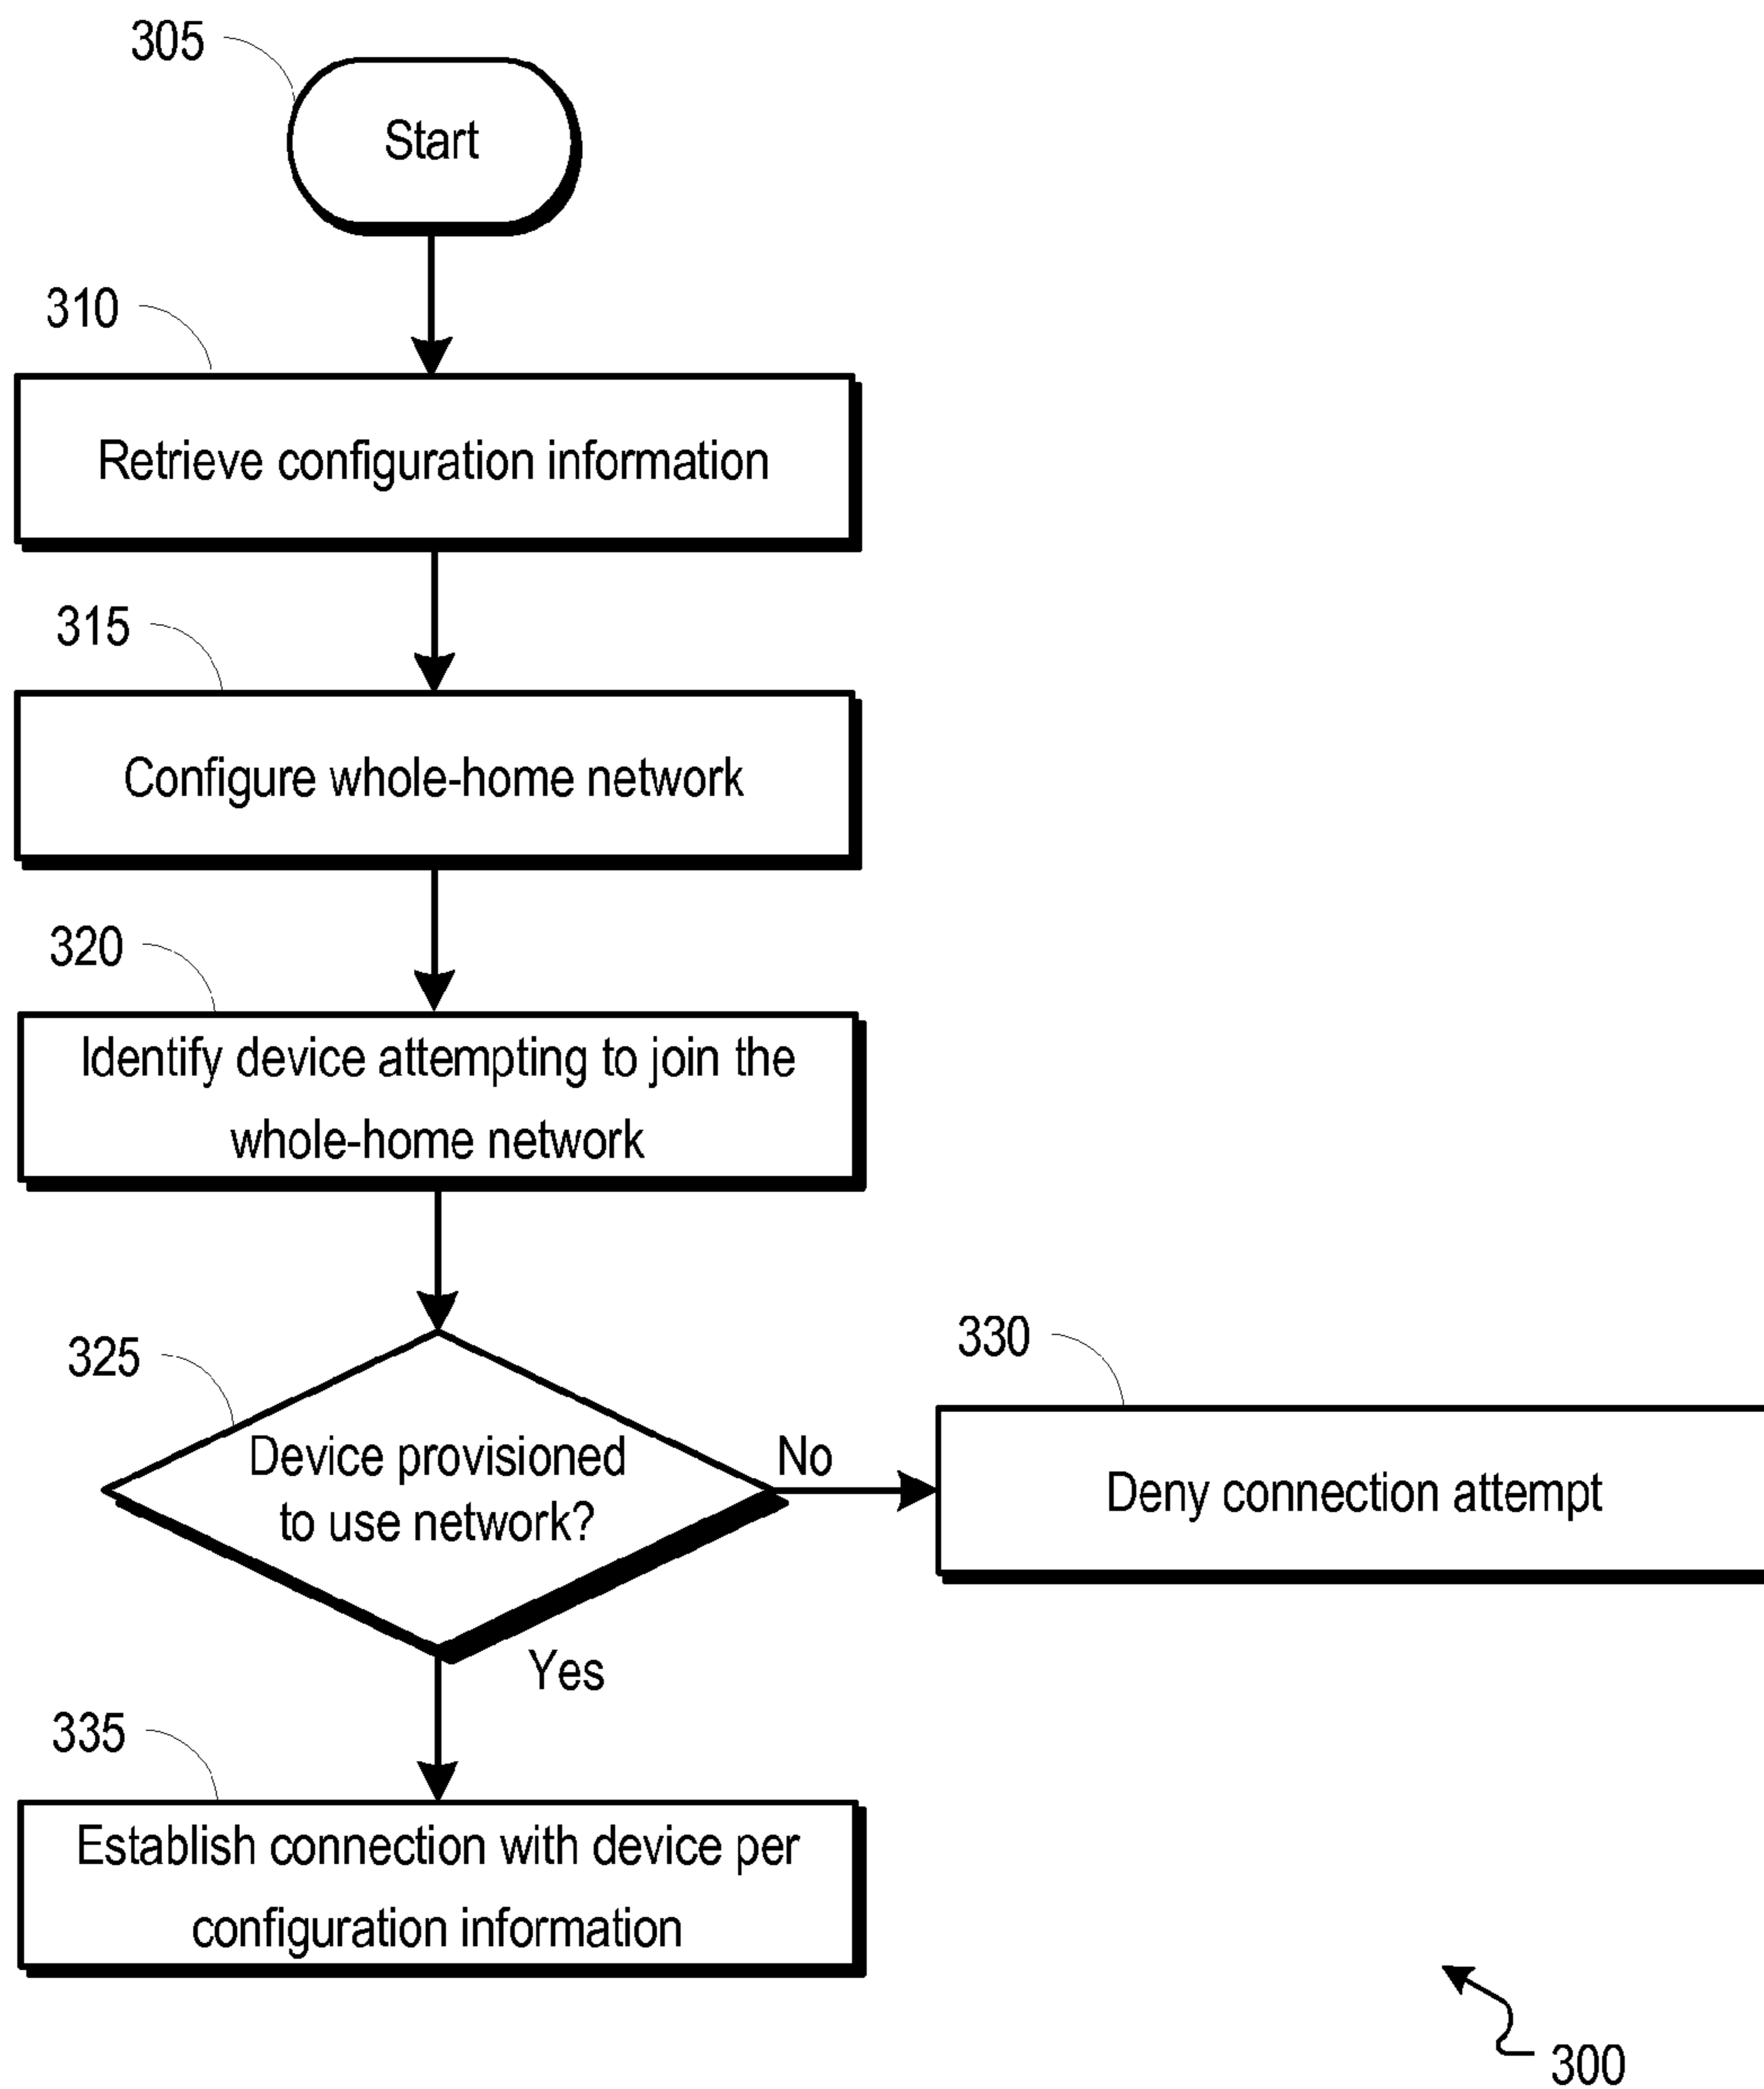 305
Start
310
Retrieve configuration information
315
Configure whole-home network
320
Identify device attempting to join the
whole-home network
325
Device provisioned
to use network?
No
330
Deny connection attempt
Yes
335
Establish connection with device per
configuration information
300